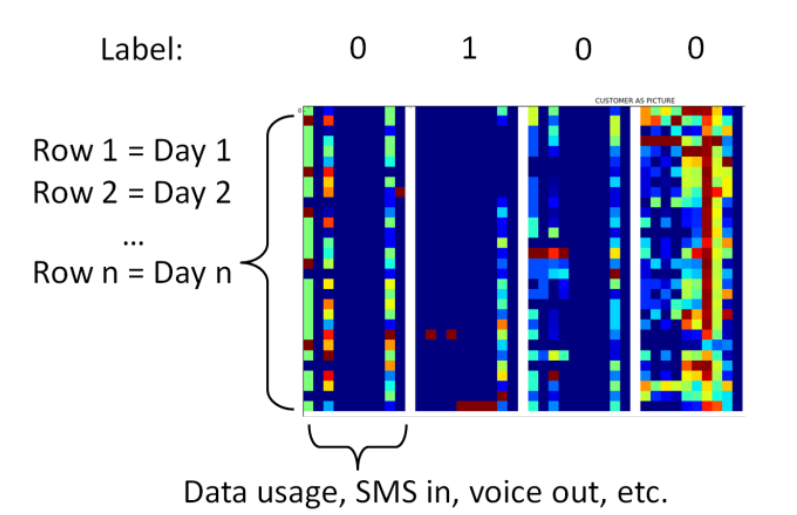 Label: 0 1 0 0
CUSTOMER AS PICTURE
0
Row 1 = Day 1
Row 2 = Day 2
...
Row n = Day n
Data usage, SMS in, voice out, etc.